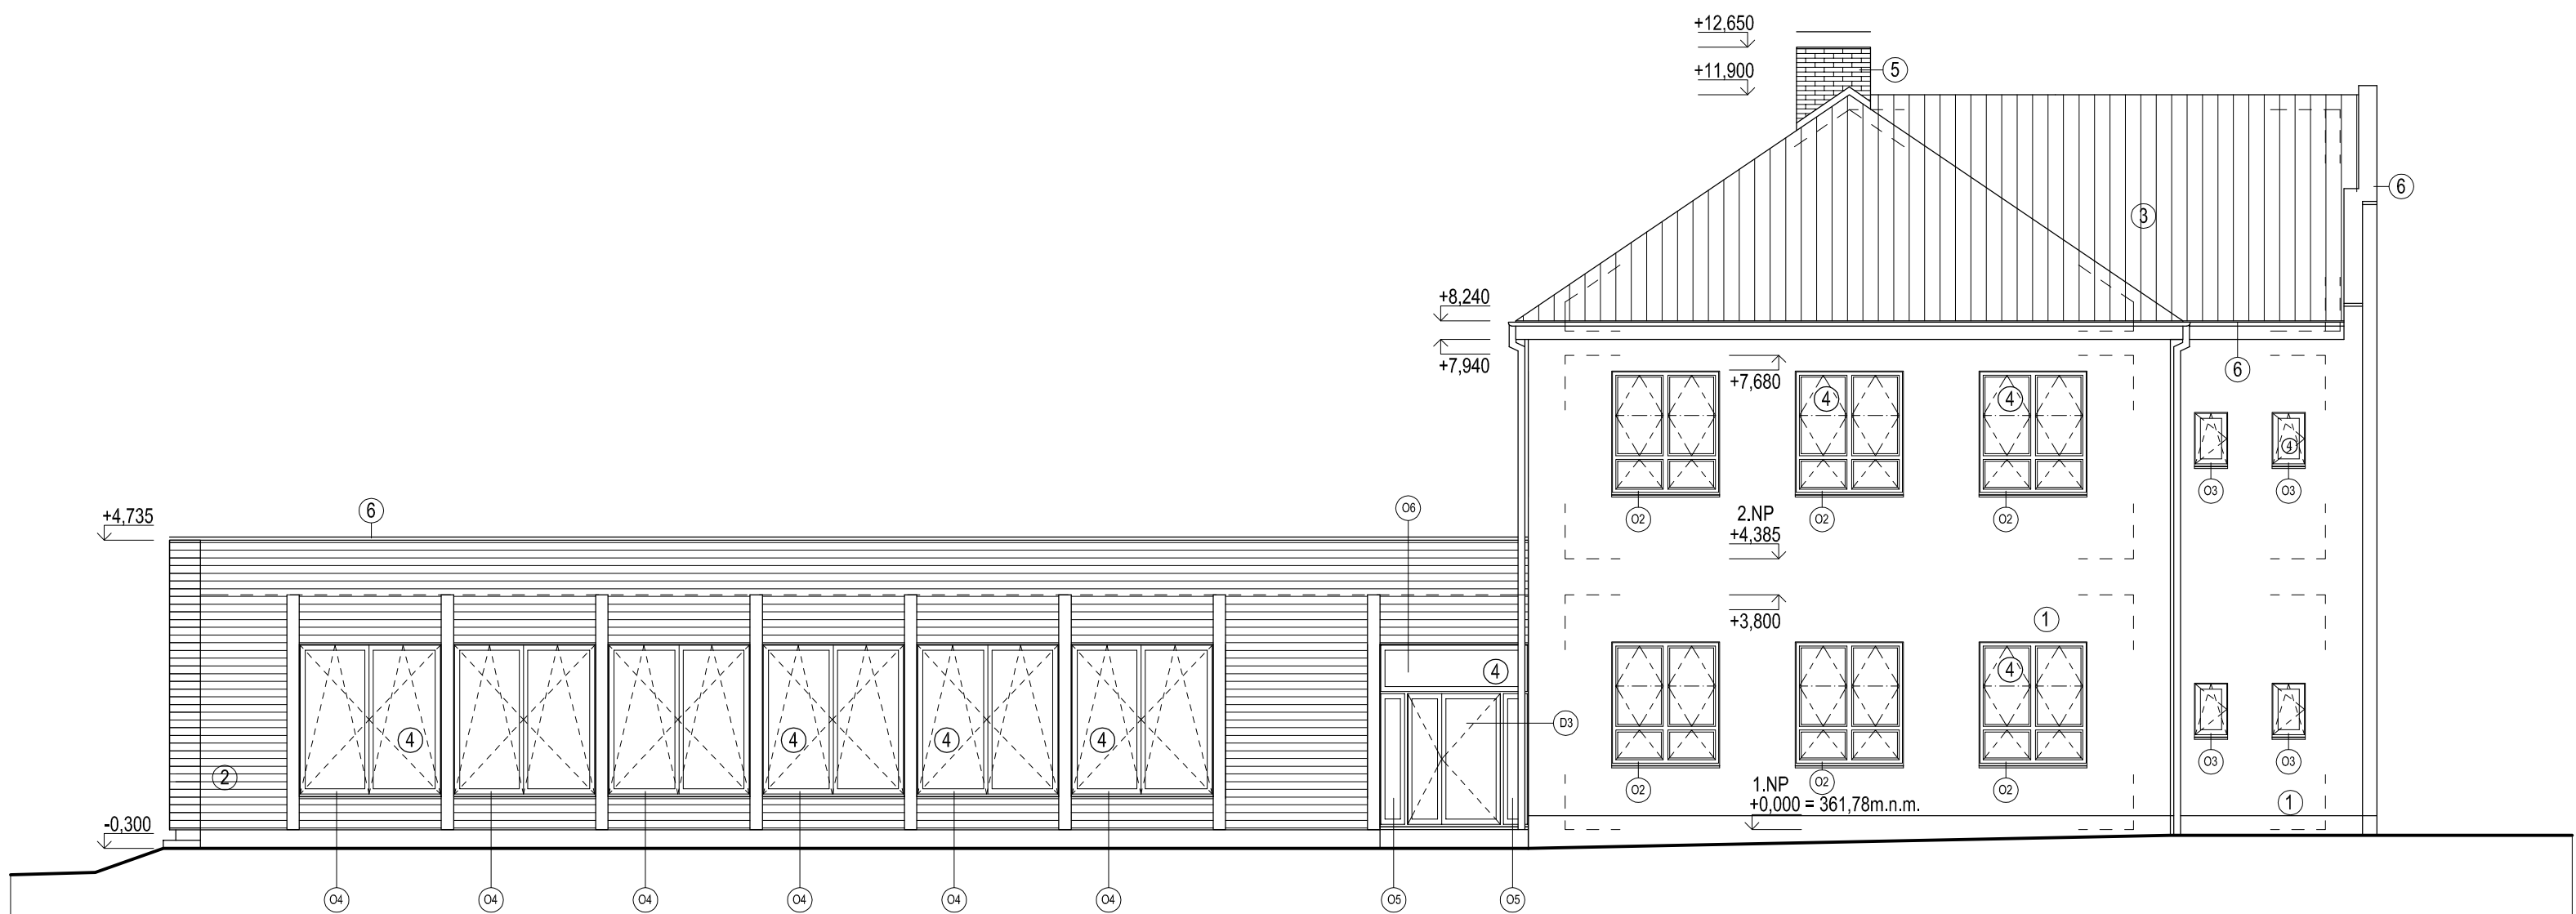 +12,650
+11,900
5
6
3
+8,240
+7,940
6
+7,680
4
4
4
O3
O3
O2
O2
O2
2.NP
+4,385
+4,735
6
O6
+3,800
1
4
4
4
4
4
4
D3
2
O3
O3
O2
O2
O2
1.NP
+0,000 = 361,78m.n.m.
1
-0,300
O4
O4
O4
O4
O4
O4
O5
O5